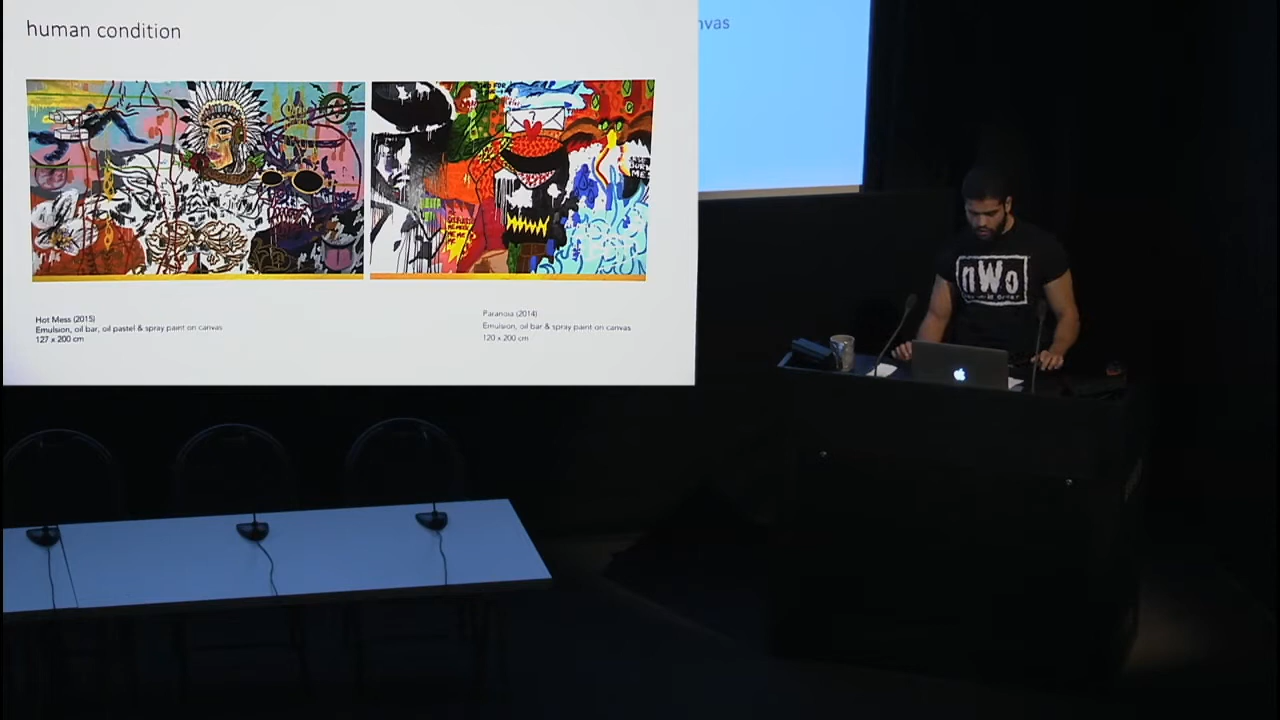 human condition
nvas
Hot Mess (2015)
Emulsion, oil bar, oil pastel & spray paint on canvas
127 x 200 cm
Paranoia (2014)
Emulsion, oil bar & spray paint on canvas
120 x 200 cm
?
ME
nWo